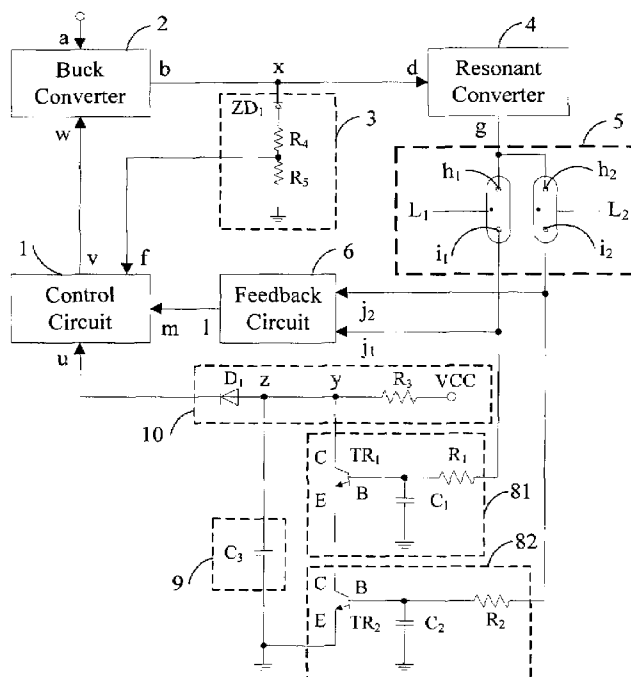 2
4
a
Buck
Converter
b
x
d
Resonant
Converter
w
ZD1
3
g
5
R4
R5
h1
h2
L1
L2
i1
i2
1
v
f
6
Control
Circuit
m
l
Feedback
Circuit
j2
j1
u
D1
z
y
R3
VCC
10
C
TR1
R1
E
B
C1
81
9
C3
82
C
B
E
TR2
C2
R2